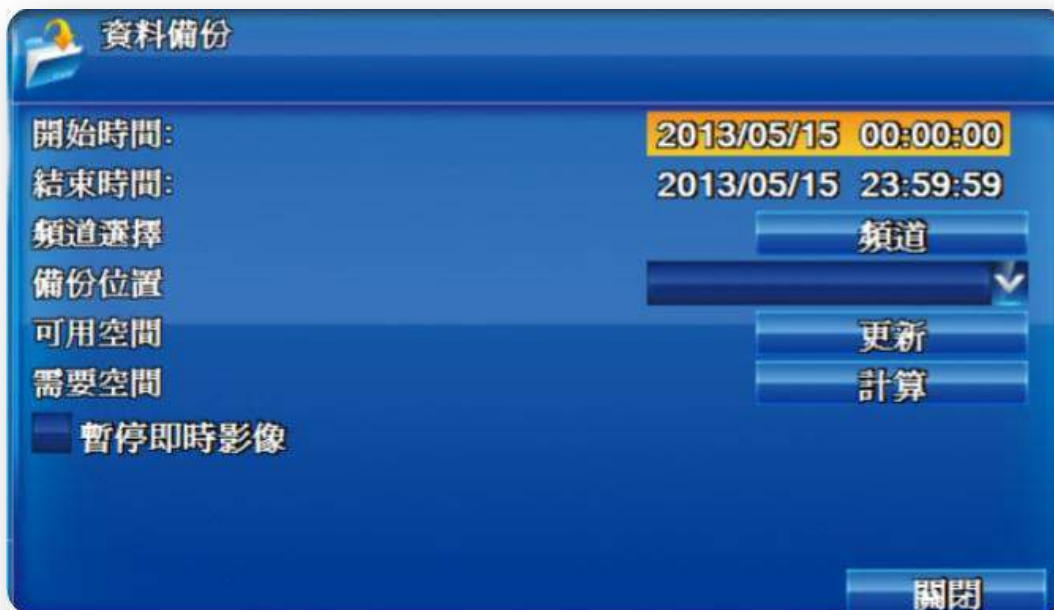 資料備份
開始時間: 2013/05/15 00:00:00
結束時間: 2013/05/15 23:59:59
頻道選擇 頻道
備份位置
可用空間 更新
需要空間 計算
暫停即時影像
關閉